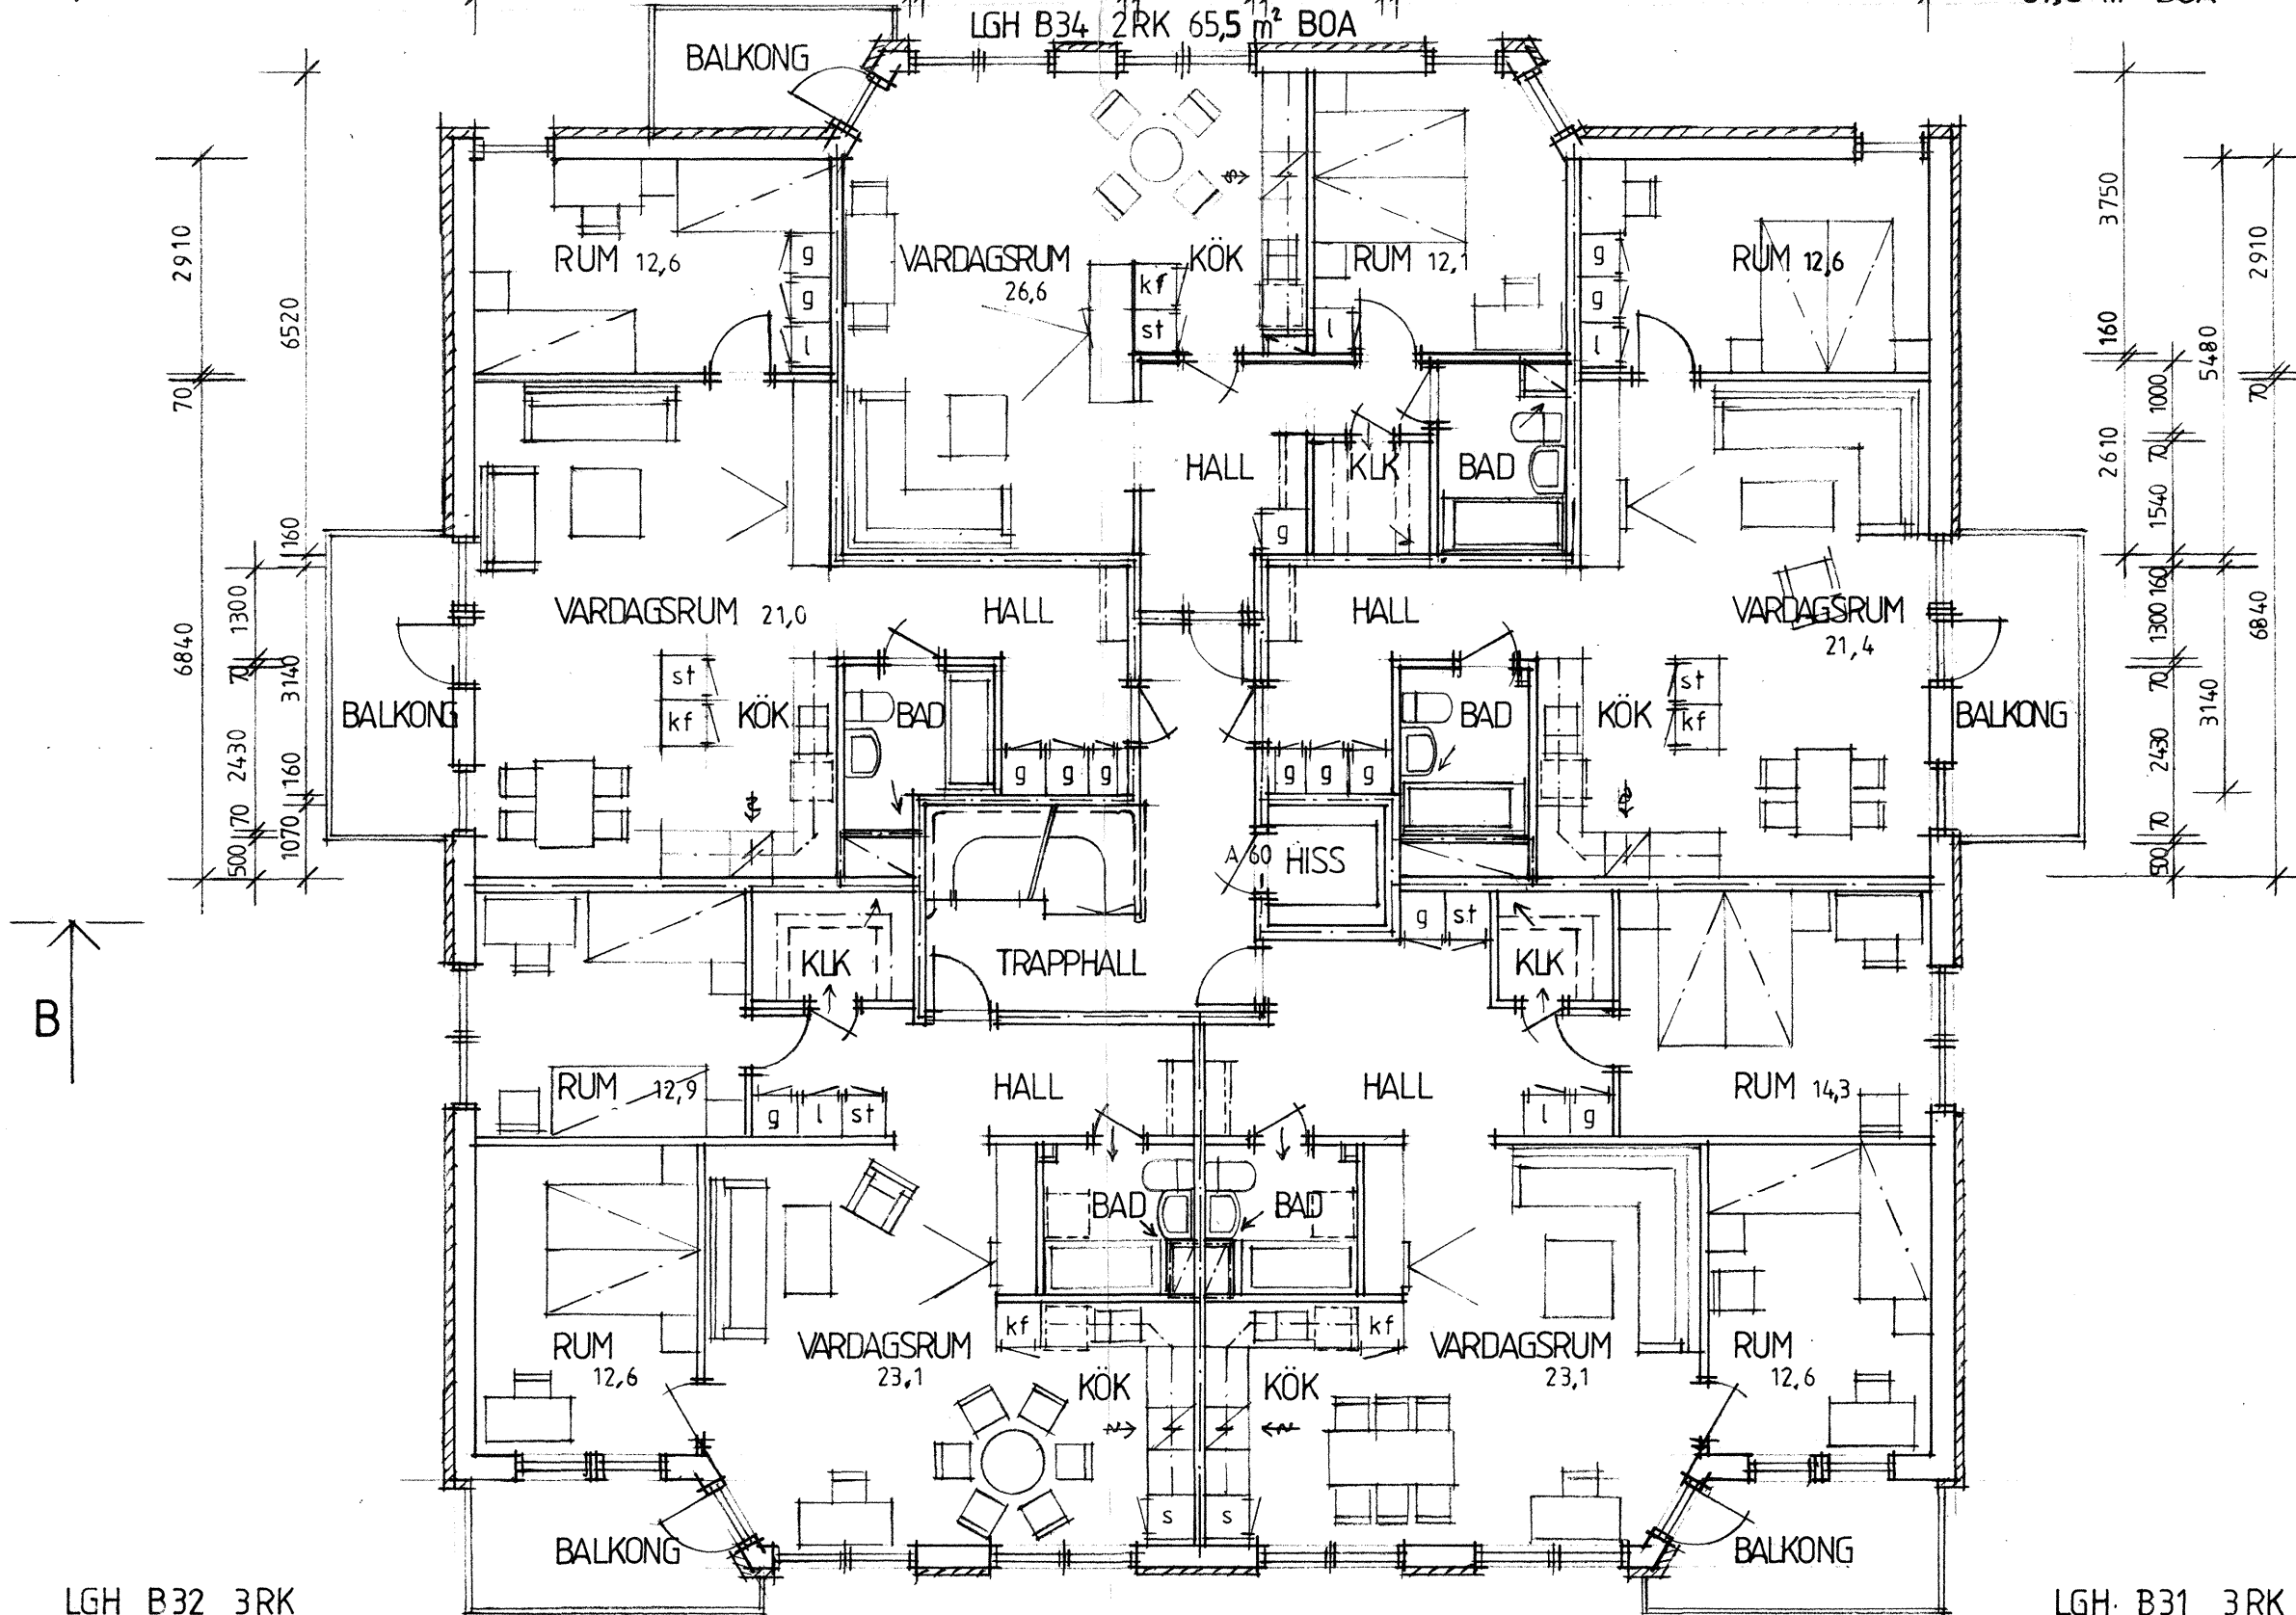 LGH B34 2RK 65,5 m² BOA
BALKONG
RUM 12,6
VARDAGSRUM
26,6
KÖK
RUM 12,1
RUM 12,6
g
g
l
kf
st
l
g
g
l
HALL
KLK
BAD
g
VARDAGSRUM 21,0
HALL
HALL
VARDAGSRUM
21,4
st
kf
KÖK
BAD
BALKONG
g g g
g g g
BAD
KÖK
st
kf
BALKONG
A 60
HISS
g st
KLK
TRAPPHALL
KLK
B
RUM 12,9
g l st
HALL
HALL
l g
RUM 14,3
BAD
BAD
RUM
12,6
VARDAGSRUM
23,1
kf
kf
KÖK
KÖK
VARDAGSRUM
23,1
RUM
12,6
s
s
BALKONG
BALKONG
LGH B32 3RK
LGH. B31 3RK
2910
70
6840
1300
70
2430
70
500
6520
160
3140
160
1070
3750
160
2610
1000
70
1540
160
1300
70
2430
70
500
5480
3140
2910
70
6840